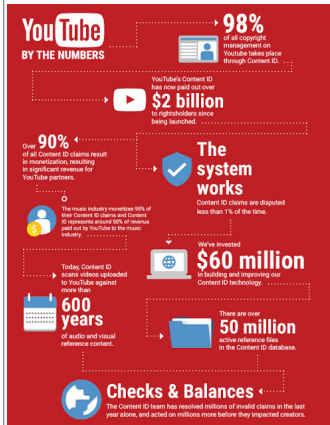 YouTube
BY THE NUMBERS
98%
of all copyright
management on
Youtube takes place
through Content ID.
YouTube's Content ID
has now paid out over
$2 billion
to rightsholders since
being launched.
Over 90%
of all Content ID claims result
in monetization, resulting
in significant revenue for
YouTube partners.
The
system
works
Content ID claims are disputed
less than 1% of the time.
The music industry monetizes 95% of
their Content ID claims and Content
ID represents around 50% of revenue
paid out by YouTube to the music
industry.
We've invested
$60 million
in building and improving our
Content ID technology.
Today, Content ID
scans videos uploaded
to YouTube against
more than
600
years
of audio and visual
reference content.
There are over
50 million
active reference files
in the Content ID database.
Checks & Balances
The Content ID team has resolved millions of invalid claims in the last
year alone, and acted on millions more before they impacted creators.